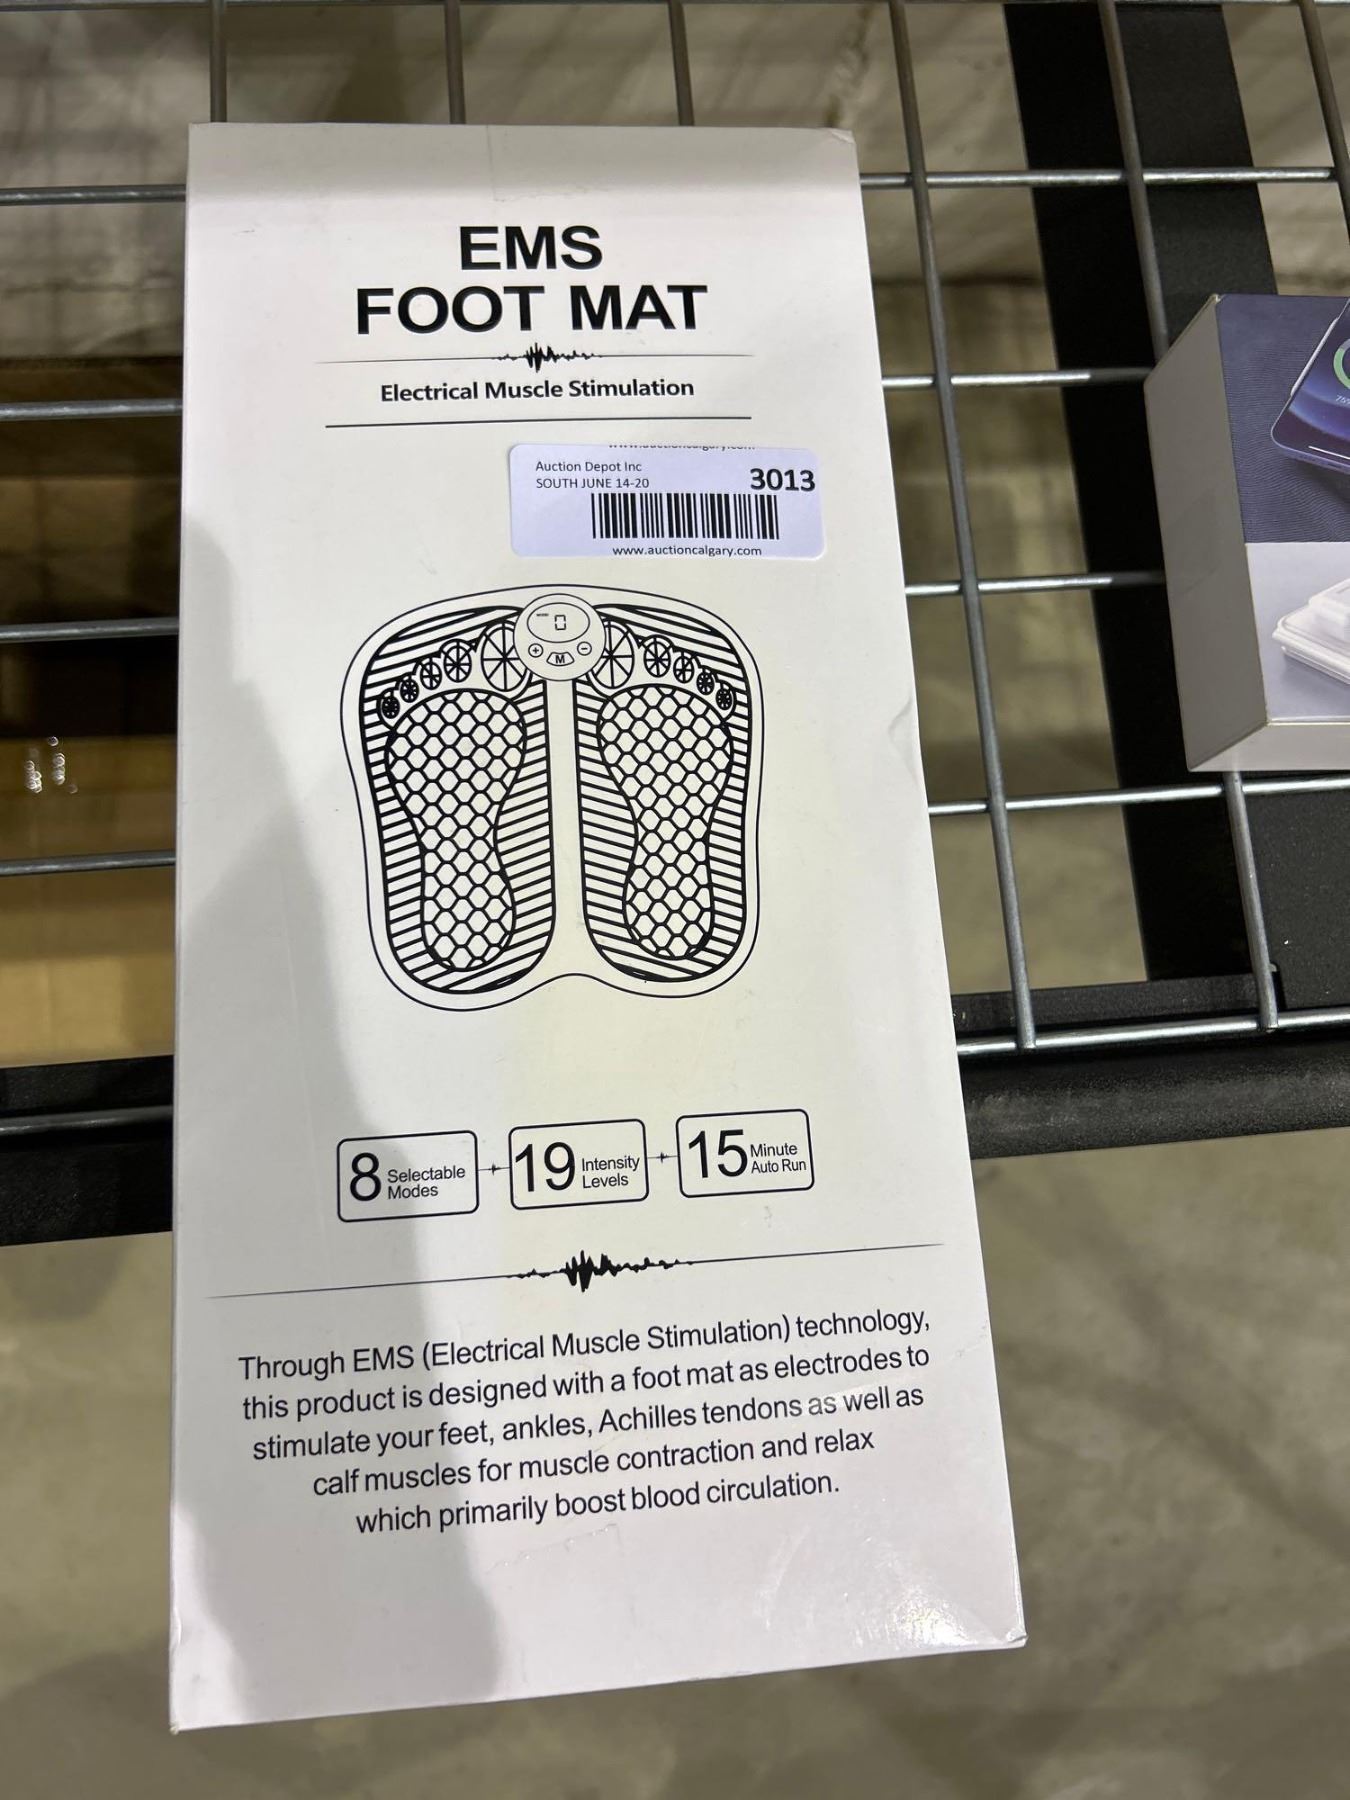 EMS
FOOT MAT
Electrical Muscle Stimulation
Auction Depot Inc
SOUTH JUNE 14-20
3013
www.auctioncalgary.com
0
M
8 Selectable
Modes
19 Intensity
Levels
15 Minute
Auto Run
Through EMS (Electrical Muscle Stimulation) technology,
this product is designed with a foot mat as electrodes to
stimulate your feet, ankles, Achilles tendons as well as
calf muscles for muscle contraction and relax
which primarily boost blood circulation.